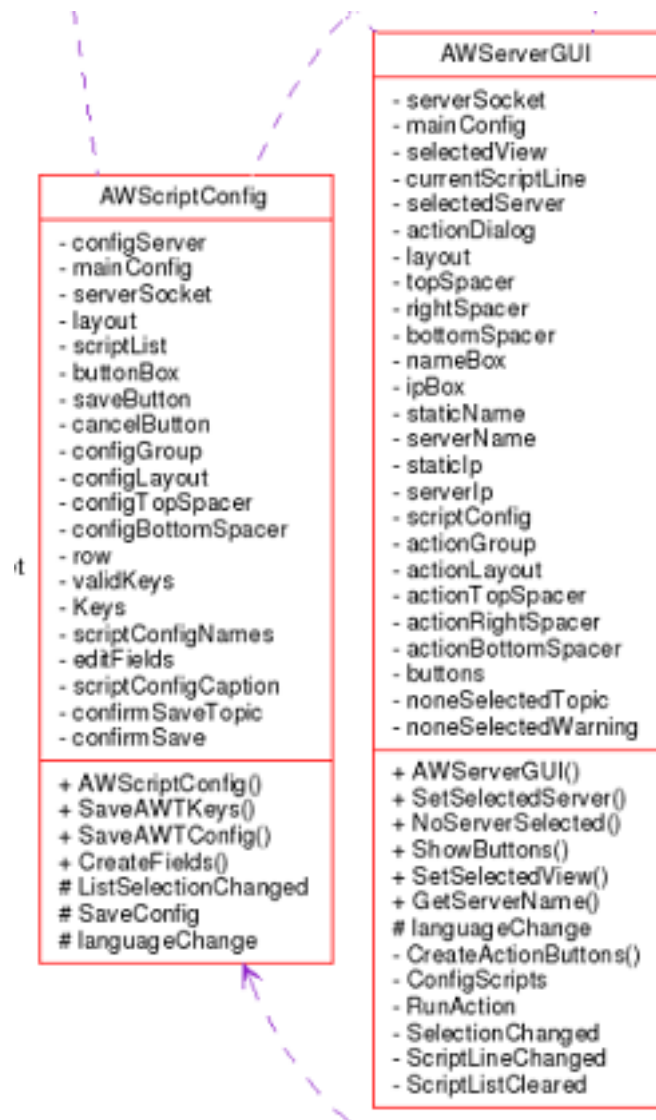 AWServerGUI
- serverSocket
- mainConfig
- selectedView
- currentScriptLine
- selectedServer
- actionDialog
- layout
- topSpacer
- rightSpacer
- bottomSpacer
- nameBox
- ipBox
- staticName
- serverName
- staticIp
- serverIp
- scriptConfig
- actionGroup
- actionLayout
- actionTopSpacer
- actionRightSpacer
- actionBottomSpacer
- buttons
- noneSelectedTopic
- noneSelectedWarning
+ AWServerGUI()
+ SetSelectedServer()
+ NoServerSelected()
+ ShowButtons()
+ SetSelectedView()
+ GetServerName()
# languageChange
- CreateActionButtons()
- ConfigScripts
- RunAction
- SelectionChanged
- ScriptLineChanged
- ScriptListCleared
AWScriptConfig
- configServer
- mainConfig
- serverSocket
- layout
- scriptList
- buttonBox
- saveButton
- cancelButton
- configGroup
- configLayout
- configTopSpacer
- configBottomSpacer
- row
- validKeys
- Keys
- scriptConfigNames
- editFields
- scriptConfigCaption
- confirmSaveTopic
- confirmSave
+ AWScriptConfig()
+ SaveAWTKeys()
+ SaveAWTConfig()
+ CreateFields()
# ListSelectionChanged
# SaveConfig
# languageChange